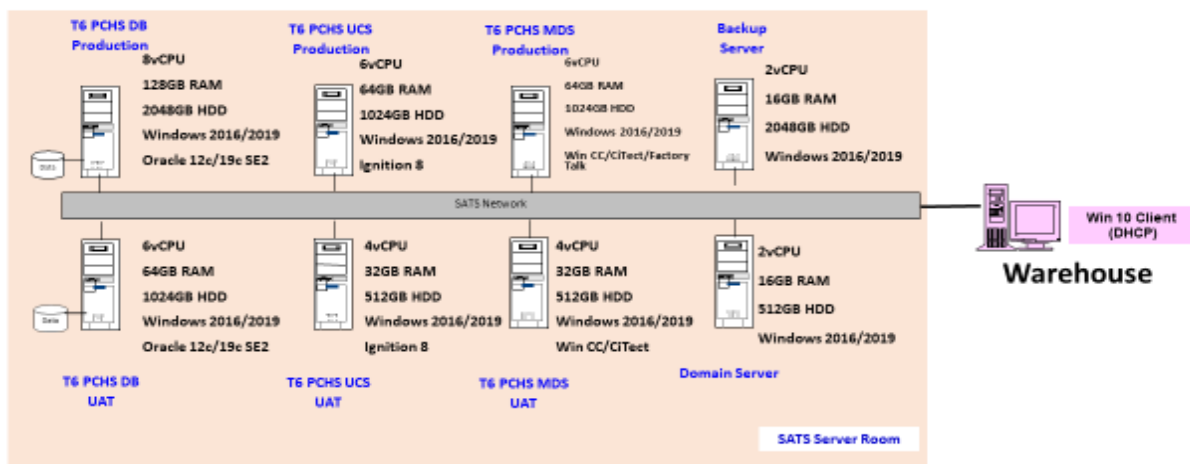 T6 PCHS DB
Production
8vCPU
128GB RAM
2048GB HDD
Windows 2016/2019
Oracle 12c/19c SE2
Data
T6 PCHS UCS
Production
6vCPU
64GB RAM
1024GB HDD
Windows 2016/2019
Ignition 8
T6 PCHS MDS
Production
6vCPU
64GB RAM
1024GB HDD
Windows 2016/2019
Win CC/CiTect/Factory
Talk
Backup
Server
2vCPU
16GB RAM
2048GB HDD
Windows 2016/2019
SATS Network
Win 10 Client
(DHCP)
Warehouse
6vCPU
64GB RAM
1024GB HDD
Windows 2016/2019
Oracle 12c/19c SE2
Data
T6 PCHS DB
UAT
4vCPU
32GB RAM
512GB HDD
Windows 2016/2019
Ignition 8
T6 PCHS UCS
UAT
4vCPU
32GB RAM
512GB HDD
Windows 2016/2019
Win CC/CiTect
T6 PCHS MDS
UAT
2vCPU
16GB RAM
512GB HDD
Windows 2016/2019
Domain Server
SATS Server Room